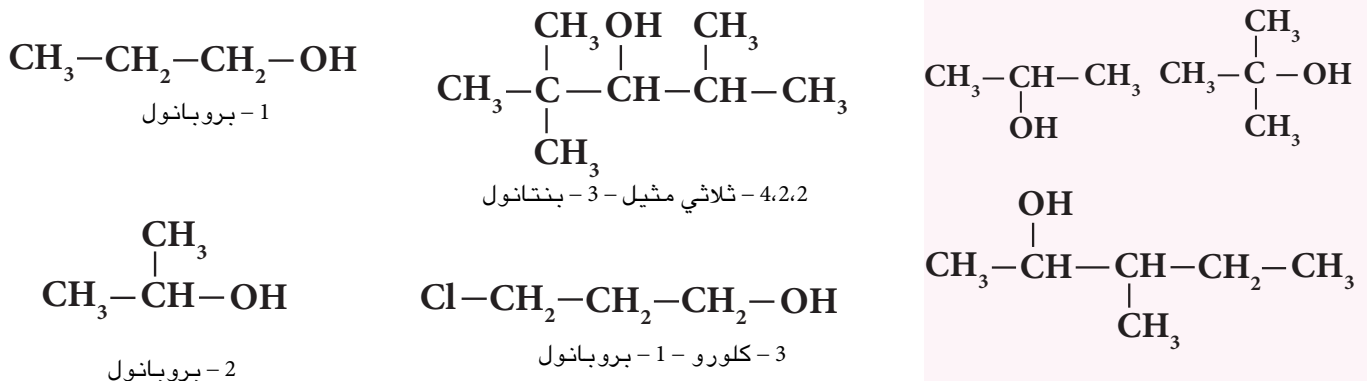 CH₃—CH₂—CH₂—OH
1 – بروبانول
CH₃ OH CH₃
CH₃—C—CH—CH—CH₃
CH₃
4،2،2 – ثلاثي مثيل – 3 – بنتانول
CH₃
CH₃—CH—OH
2 – بروبانول
Cl—CH₂—CH₂—CH₂—OH
3 – كلورو – 1 – بروبانول
CH₃—CH—CH₃
OH
CH₃
CH₃—C—OH
CH₃
OH
CH₃—CH—CH—CH₂—CH₃
CH₃